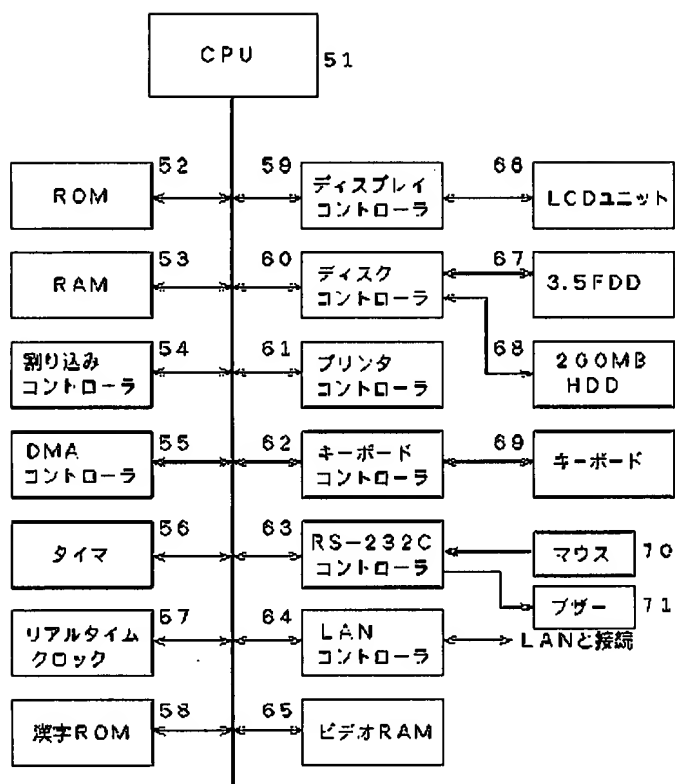 CPU
51
52
59
66
ROM
ディスプレイ
コントローラ
LCDユニット
53
60
67
RAM
ディスク
コントローラ
3.5FDD
54
61
68
割り込み
コントローラ
プリンタ
コントローラ
200MB
HDD
55
62
69
DMA
コントローラ
キーボード
コントローラ
キーボード
56
63
タイマ
RS-232C
コントローラ
マウス
70
ブザー
71
57
64
リアルタイム
クロック
LAN
コントローラ
LANと接続
58
65
漢字ROM
ビデオRAM